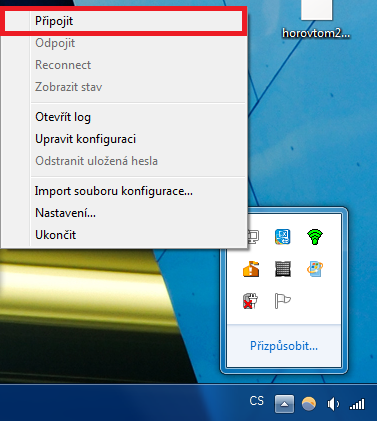 Připojit
horovtom2...
Odpojit
Reconnect
Zobrazit stav
Otevřít log
Upravit konfiguraci
Odstranit uložená hesla
Import souboru konfigurace...
Nastavení...
Ukončit
Přizpůsobit...
CS